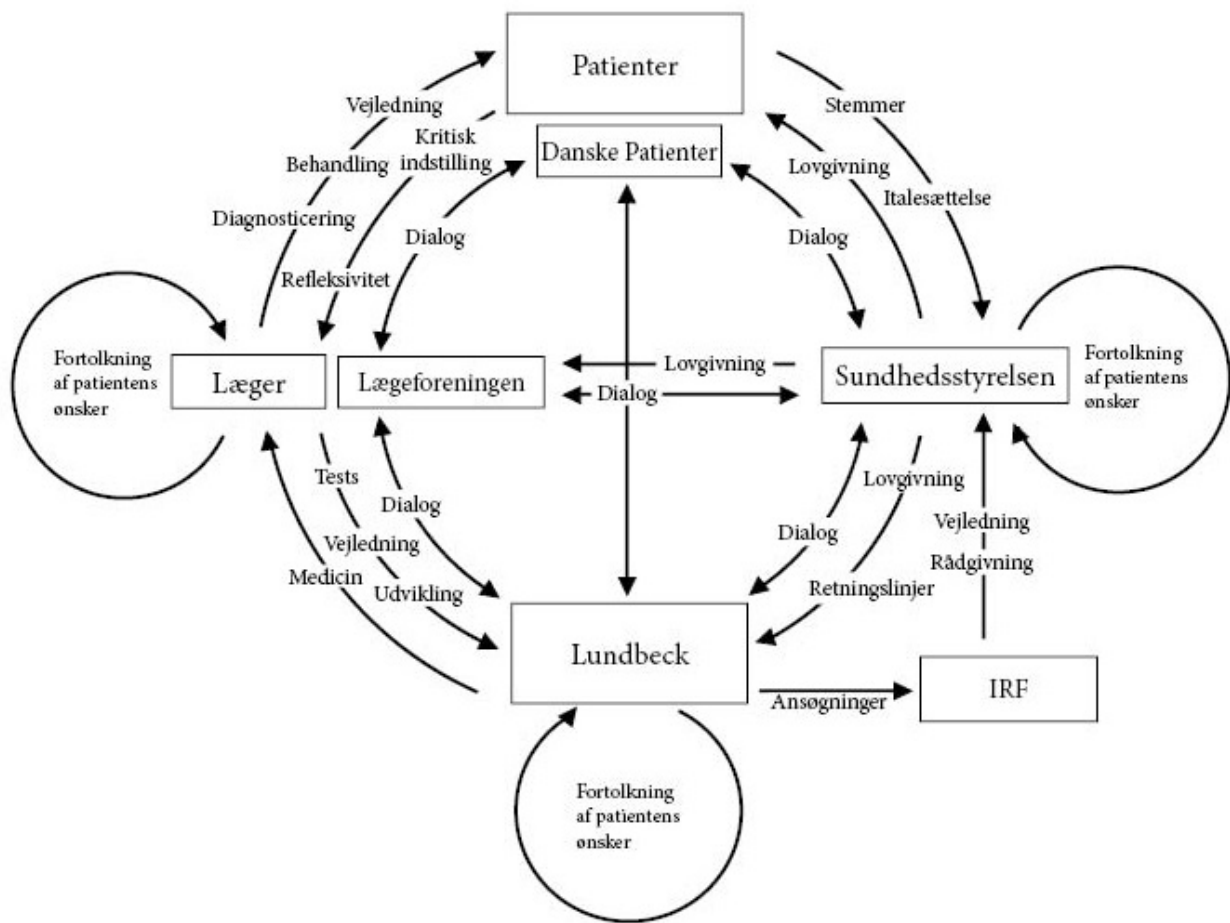 Patienter
Vejledning
Stemmer
Kritisk
indstilling
Danske Patienter
Behandling
Lovgivning
Italesættelse
Diagnosticering
Dialog
Dialog
Refleksivitet
Fortolkning
af patientens
ønsker
Læger
Lægeforeningen
Lovgivning
Dialog
Sundhedsstyrelsen
Fortolkning
af patientens
ønsker
Tests
Dialog
Vejledning
Medicin
Udvikling
Lovgivning
Dialog
Retningslinjer
Vejledning
Rådgivning
Lundbeck
Ansøgninger
IRF
Fortolkning
af patientens
ønsker